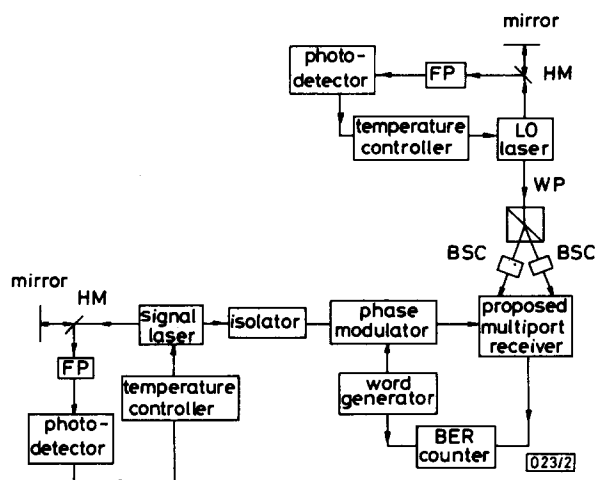 mirror
photo-
detector
FP
HM
temperature
controller
LO
laser
WP
BSC
BSC
mirror
HM
signal
laser
isolator
phase
modulator
proposed
multiport
receiver
FP
temperature
controller
word
generator
photo-
detector
BER
counter
023/2